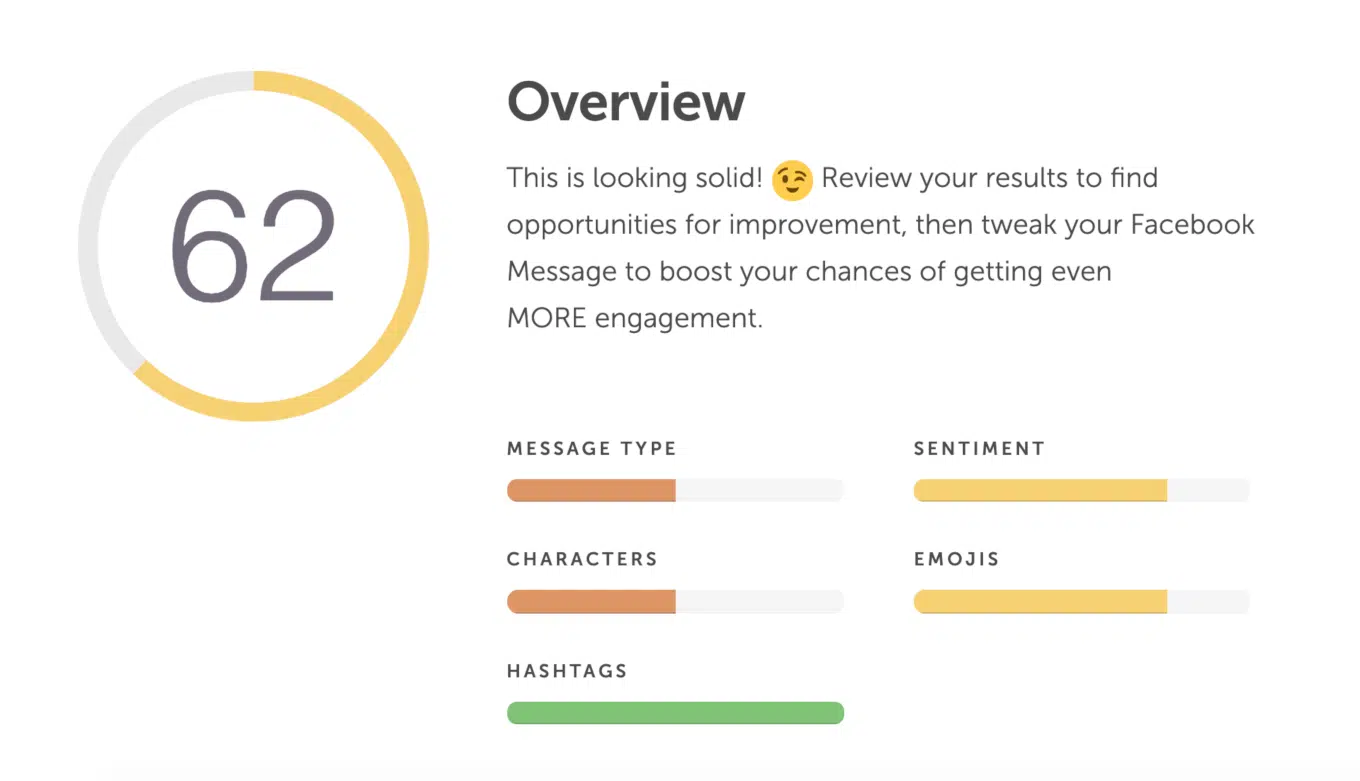 62
Overview
This is looking solid! 😉 Review your results to find
opportunities for improvement, then tweak your Facebook
Message to boost your chances of getting even
MORE engagement.
MESSAGE TYPE
SENTIMENT
CHARACTERS
EMOJIS
HASHTAGS